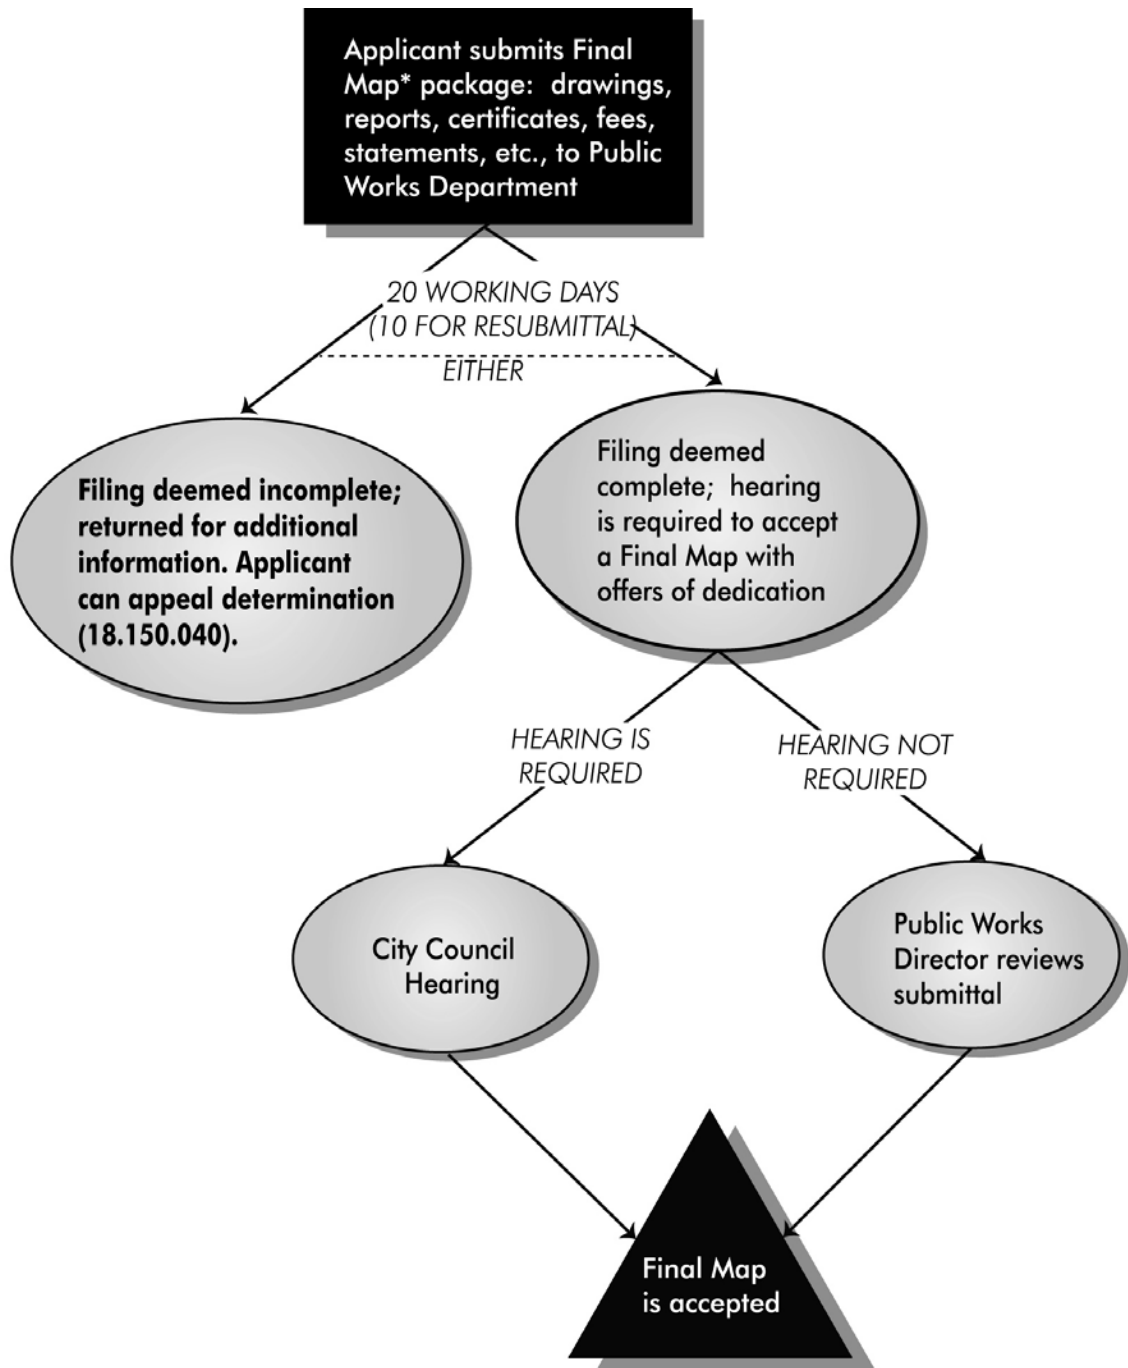 Applicant submits Final
Map* package: drawings,
reports, certificates, fees,
statements, etc., to Public
Works Department
20 WORKING DAYS
(10 FOR RESUBMITTAL)
EITHER
Filing deemed incomplete;
returned for additional
information. Applicant
can appeal determination
(18.150.040).
Filing deemed
complete; hearing
is required to accept
a Final Map with
offers of dedication
HEARING IS
REQUIRED
HEARING NOT
REQUIRED
City Council
Hearing
Public Works
Director reviews
submittal
Final Map
is accepted